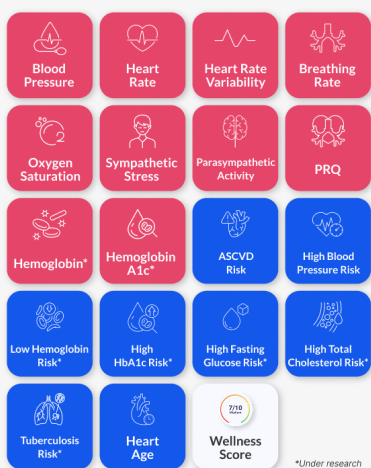 Blood
Pressure
Heart
Rate
Heart Rate
Variability
Breathing
Rate
O2
Oxygen
Saturation
Sympathetic
Stress
Parasympathetic
Activity
PRQ
Hemoglobin*
Hemoglobin
A1c*
ASCVD
Risk
High Blood
Pressure Risk
Low Hemoglobin
Risk*
High
HbA1c Risk*
High Fasting
Glucose Risk*
High Total
Cholesterol Risk*
Tuberculosis
Risk*
Heart
Age
7/10
Wellness
Score
*Under research